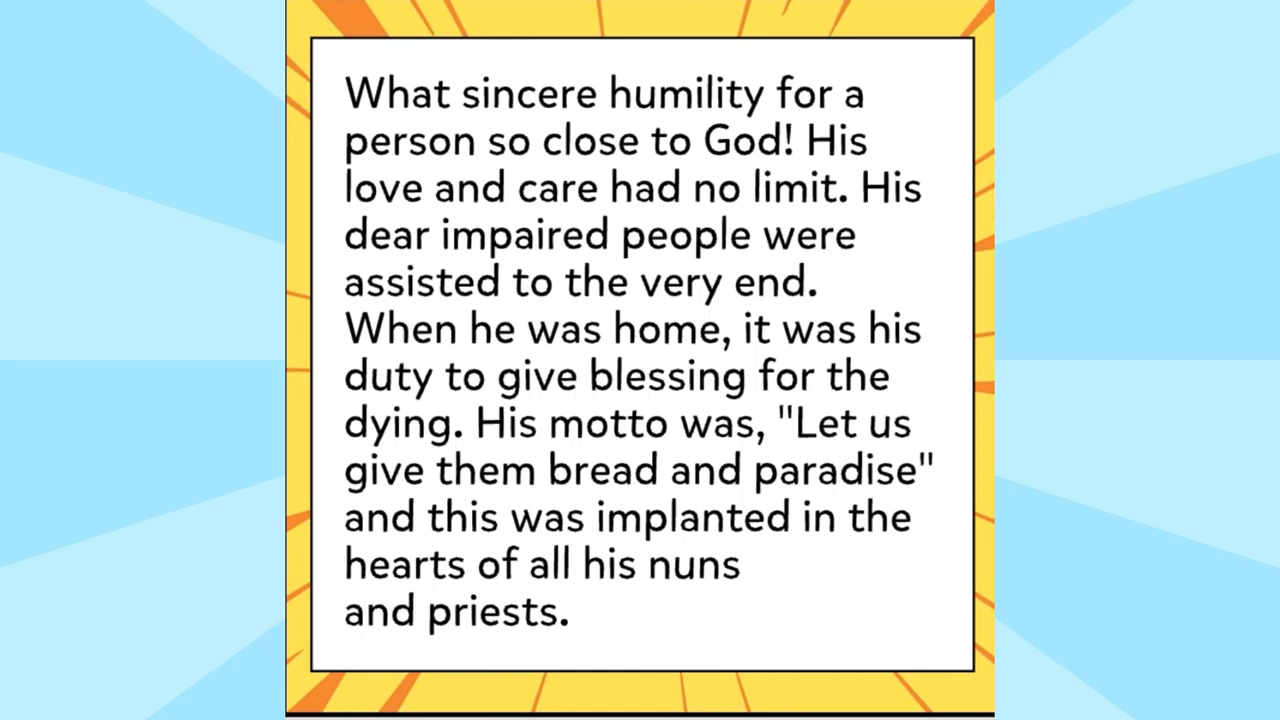 What sincere humility for a
person so close to God! His
love and care had no limit. His
dear impaired people were
assisted to the very end.
When he was home, it was his
duty to give blessing for the
dying. His motto was, "Let us
give them bread and paradise"
and this was implanted in the
hearts of all his nuns
and priests.